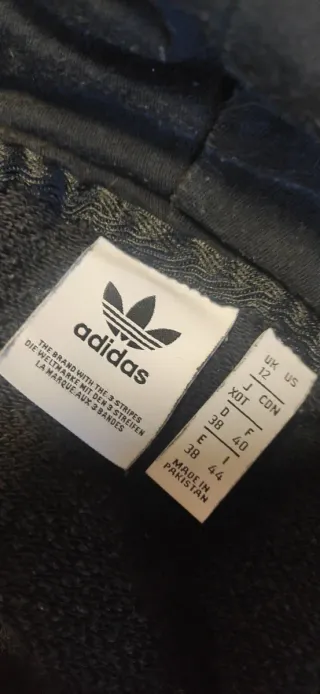 adidas
THE BRAND WITH THE 3 STRIPES
DIE WELTMARKE MIT DEN 3 STREIFEN
LA MARQUE AUX 3 BANDES
UK US
12
J CDN
XOT
D F
38 40
E I
38 44
MADE IN
PAKISTAN